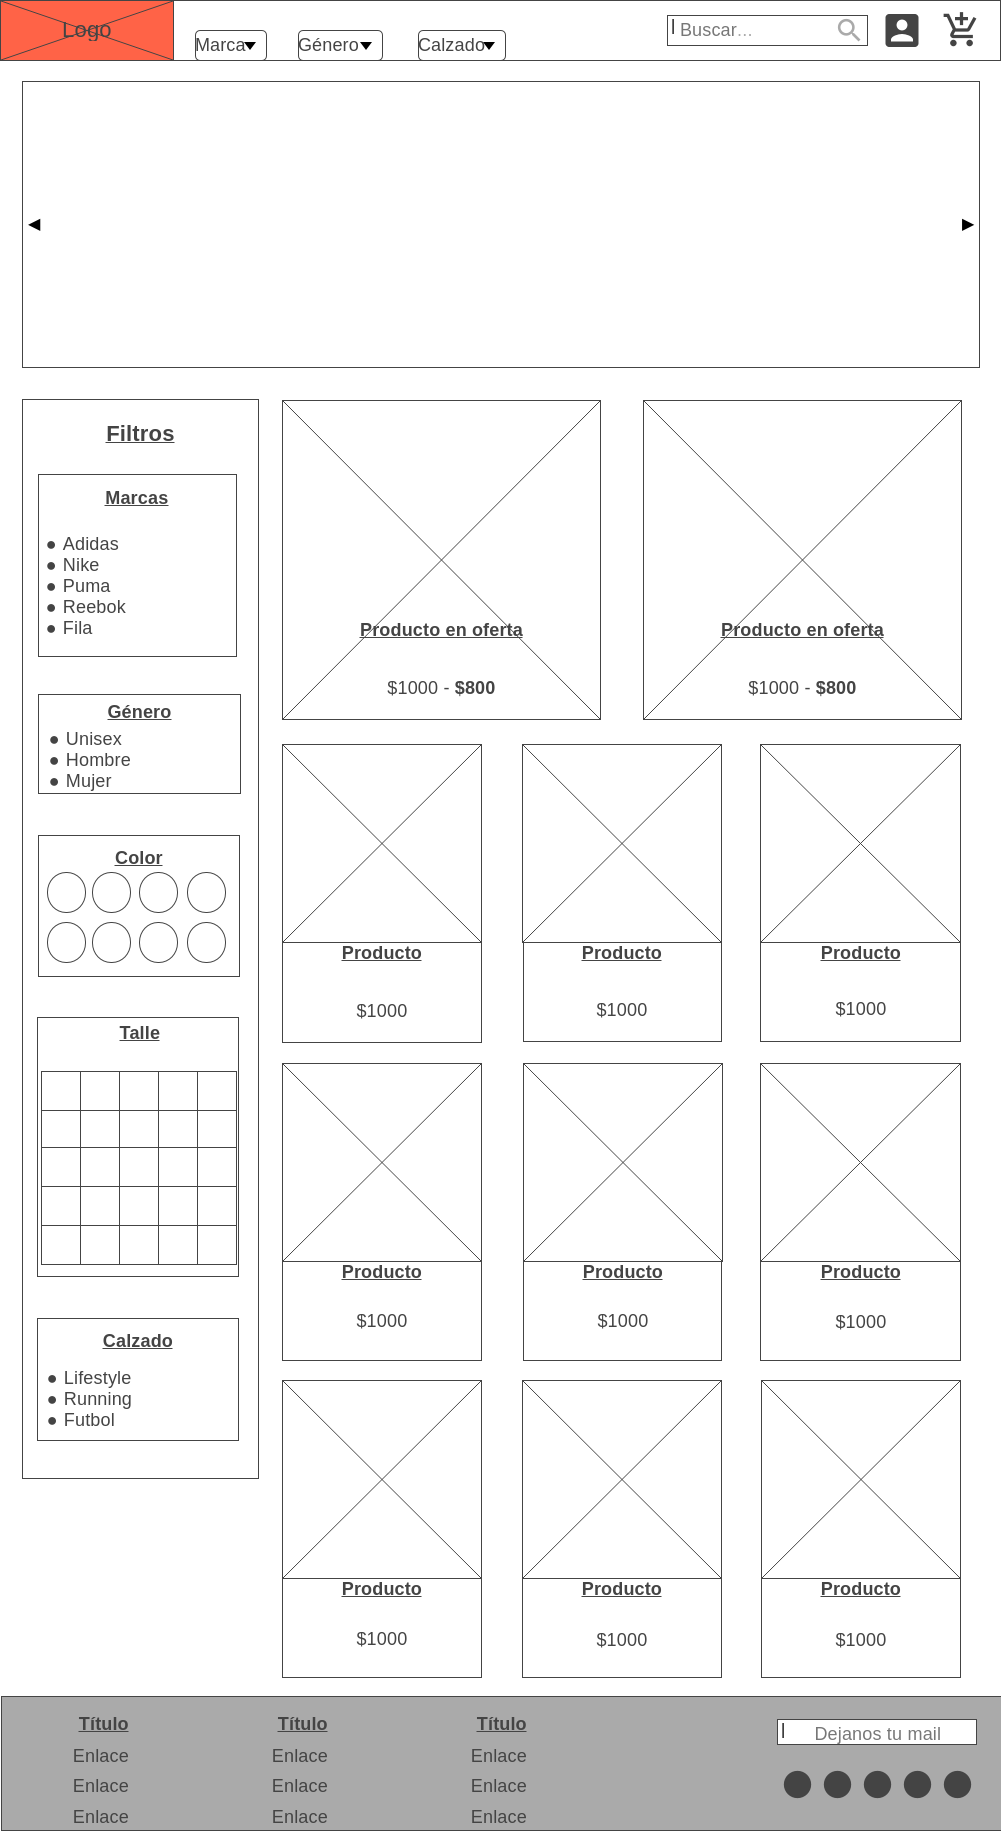 Logo
Marca
Género
Calzado
Buscar...
Filtros
Marcas
● Adidas
● Nike
● Puma
● Reebok
● Fila
Género
● Unisex
● Hombre
● Mujer
Color
Talle
Calzado
● Lifestyle
● Running
● Futbol
Producto en oferta
$1000 - $800
Producto en oferta
$1000 - $800
Producto
$1000
Producto
$1000
Producto
$1000
Producto
$1000
Producto
$1000
Producto
$1000
Producto
$1000
Producto
$1000
Producto
$1000
Título
Enlace
Enlace
Enlace
Título
Enlace
Enlace
Enlace
Título
Enlace
Enlace
Enlace
Dejanos tu mail